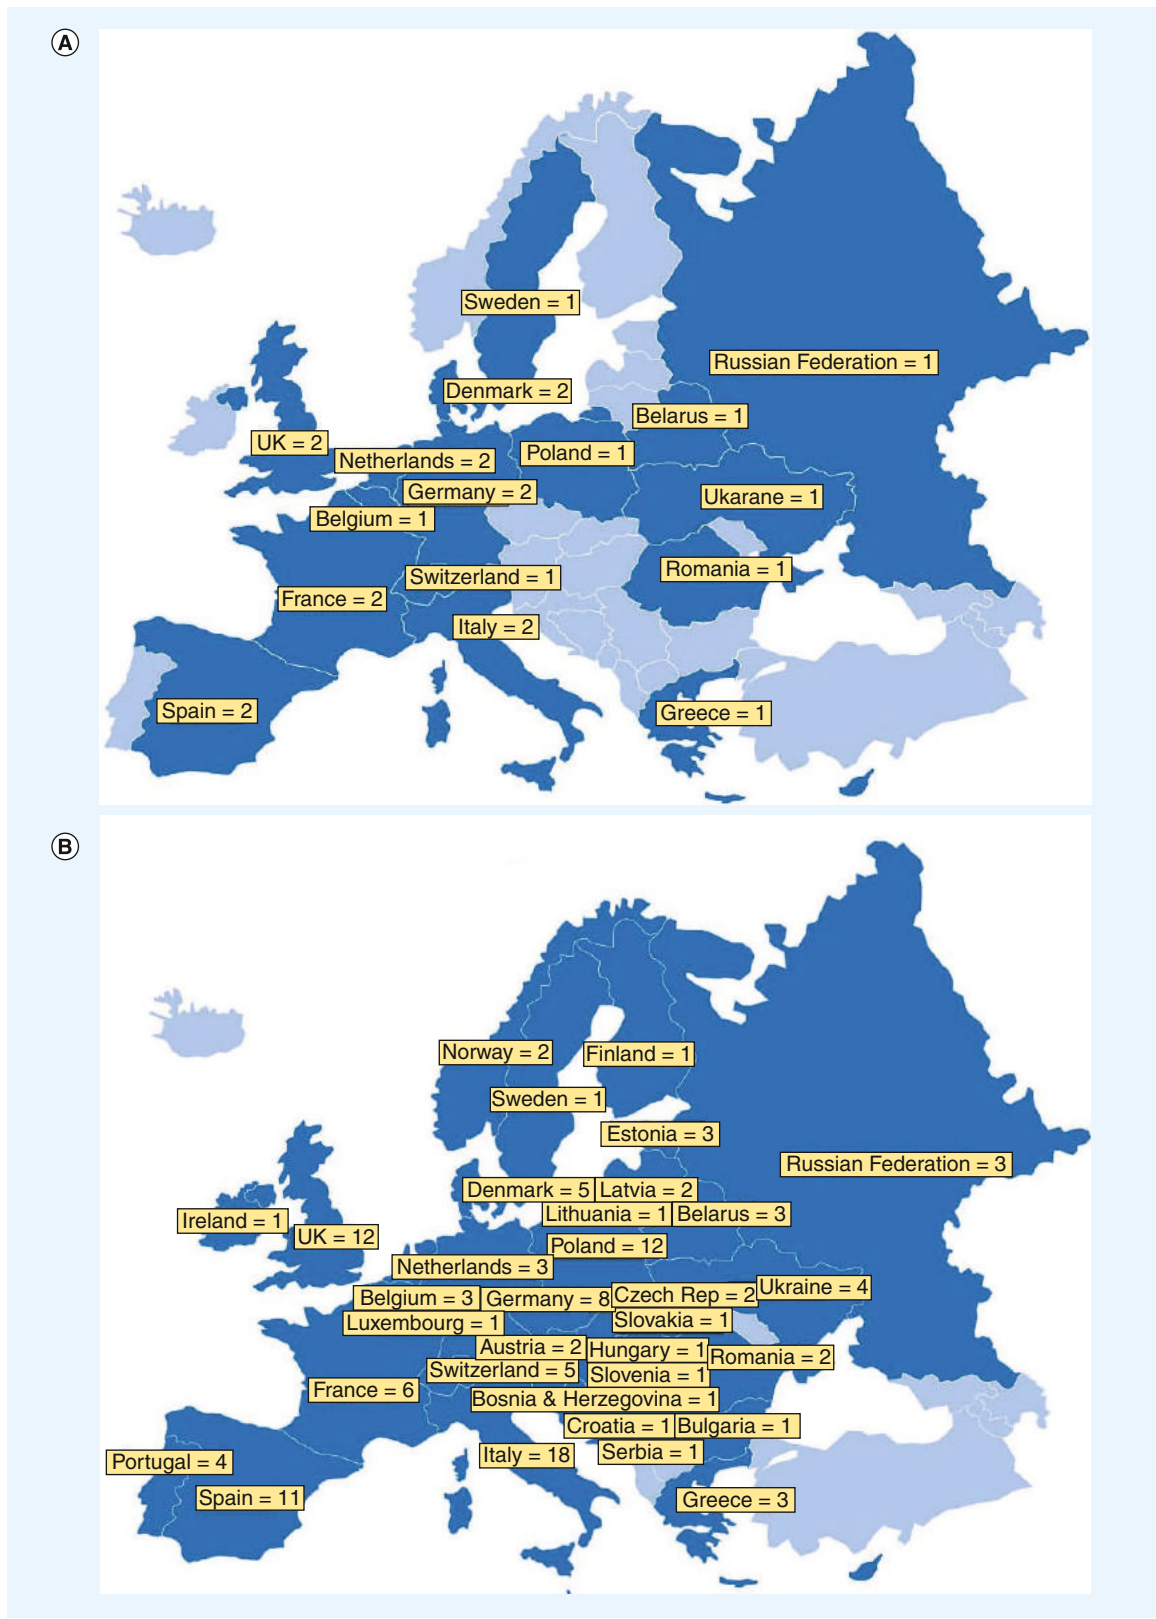 A
Sweden = 1
Russian Federation = 1
Denmark = 2
Belarus = 1
UK = 2
Poland = 1
Netherlands = 2
Germany = 2
Ukarane = 1
Belgium = 1
Romania = 1
Switzerland = 1
France = 2
Italy = 2
Spain = 2
Greece = 1
B
Norway = 2
Finland = 1
Sweden = 1
Estonia = 3
Russian Federation = 3
Denmark = 5
Latvia = 2
Ireland = 1
Lithuania = 1
Belarus = 3
UK = 12
Poland = 12
Netherlands = 3
Ukraine = 4
Belgium = 3
Germany = 8
Czech Rep = 2
Luxembourg = 1
Slovakia = 1
Austria = 2
Hungary = 1
Romania = 2
Switzerland = 5
Slovenia = 1
France = 6
Bosnia & Herzegovina = 1
Croatia = 1
Bulgaria = 1
Italy = 18
Serbia = 1
Portugal = 4
Spain = 11
Greece = 3